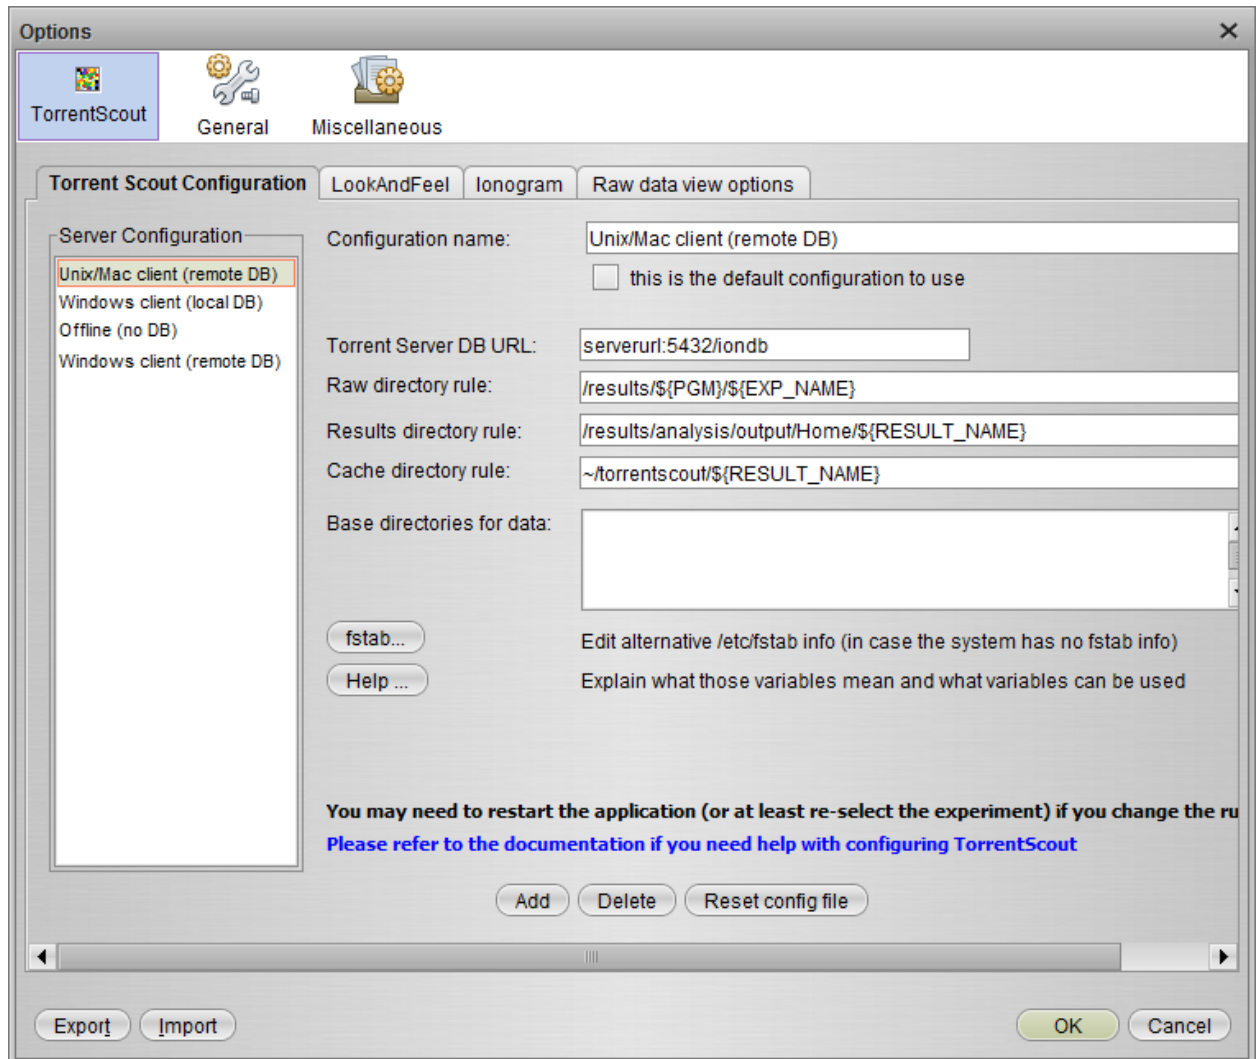 Options
TorrentScout
General
Miscellaneous
Torrent Scout Configuration
LookAndFeel
Ionogram
Raw data view options
Server Configuration
Unix/Mac client (remote DB)
Windows client (local DB)
Offline (no DB)
Windows client (remote DB)
Configuration name:
Unix/Mac client (remote DB)
this is the default configuration to use
Torrent Server DB URL:
serverurl:5432/iondb
Raw directory rule:
/results/${PGM}/${EXP_NAME}
Results directory rule:
/results/analysis/output/Home/${RESULT_NAME}
Cache directory rule:
~/torrentscout/${RESULT_NAME}
Base directories for data:
fstab...
Edit alternative /etc/fstab info (in case the system has no fstab info)
Help ...
Explain what those variables mean and what variables can be used
You may need to restart the application (or at least re-select the experiment) if you change the ru
Please refer to the documentation if you need help with configuring TorrentScout
Add
Delete
Reset config file
Export
Import
OK
Cancel